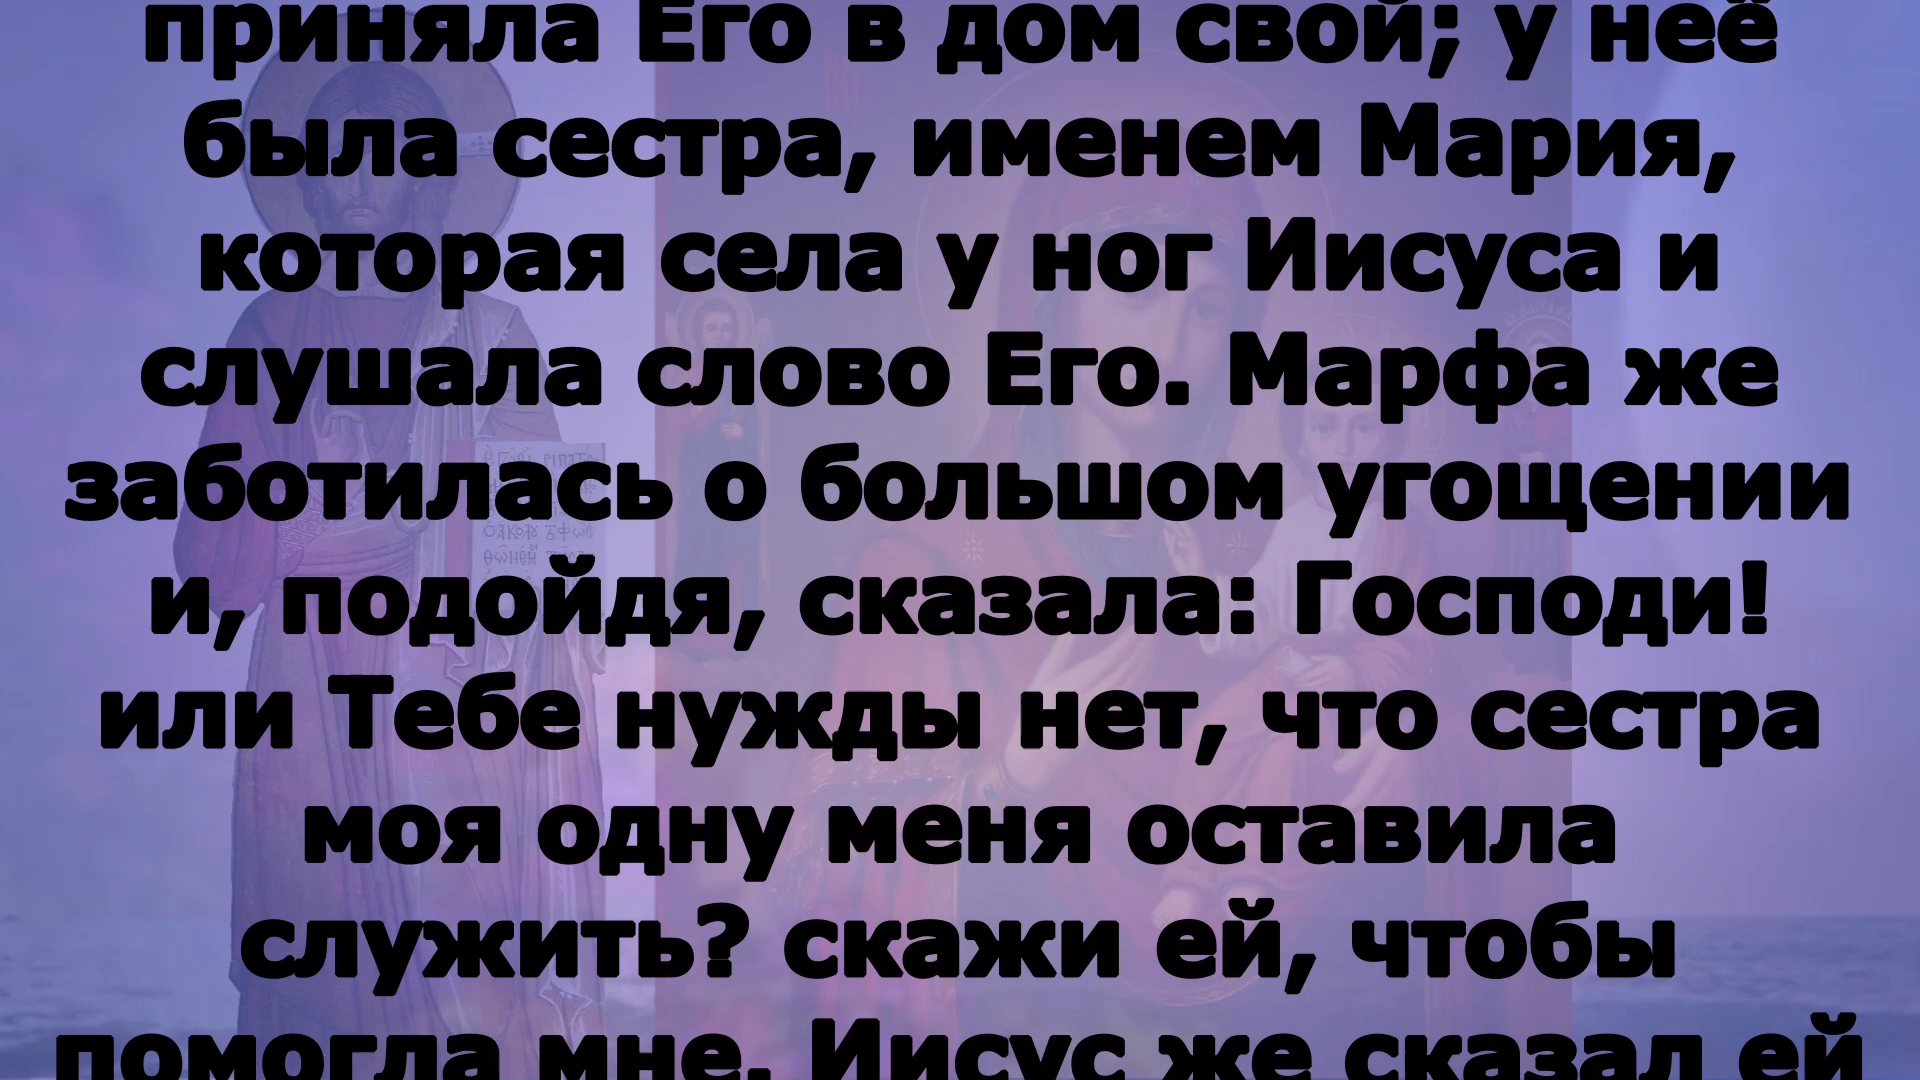 приняла Его в дом свой; у неё
была сестра, именем Мария,
которая села у ног Иисуса и
слушала слово Его. Марфа же
заботилась о большом угощении
и, подойдя, сказала: Господи!
или Тебе нужды нет, что сестра
моя одну меня оставила
служить? скажи ей, чтобы
помогла мне. Иисус же сказал ей